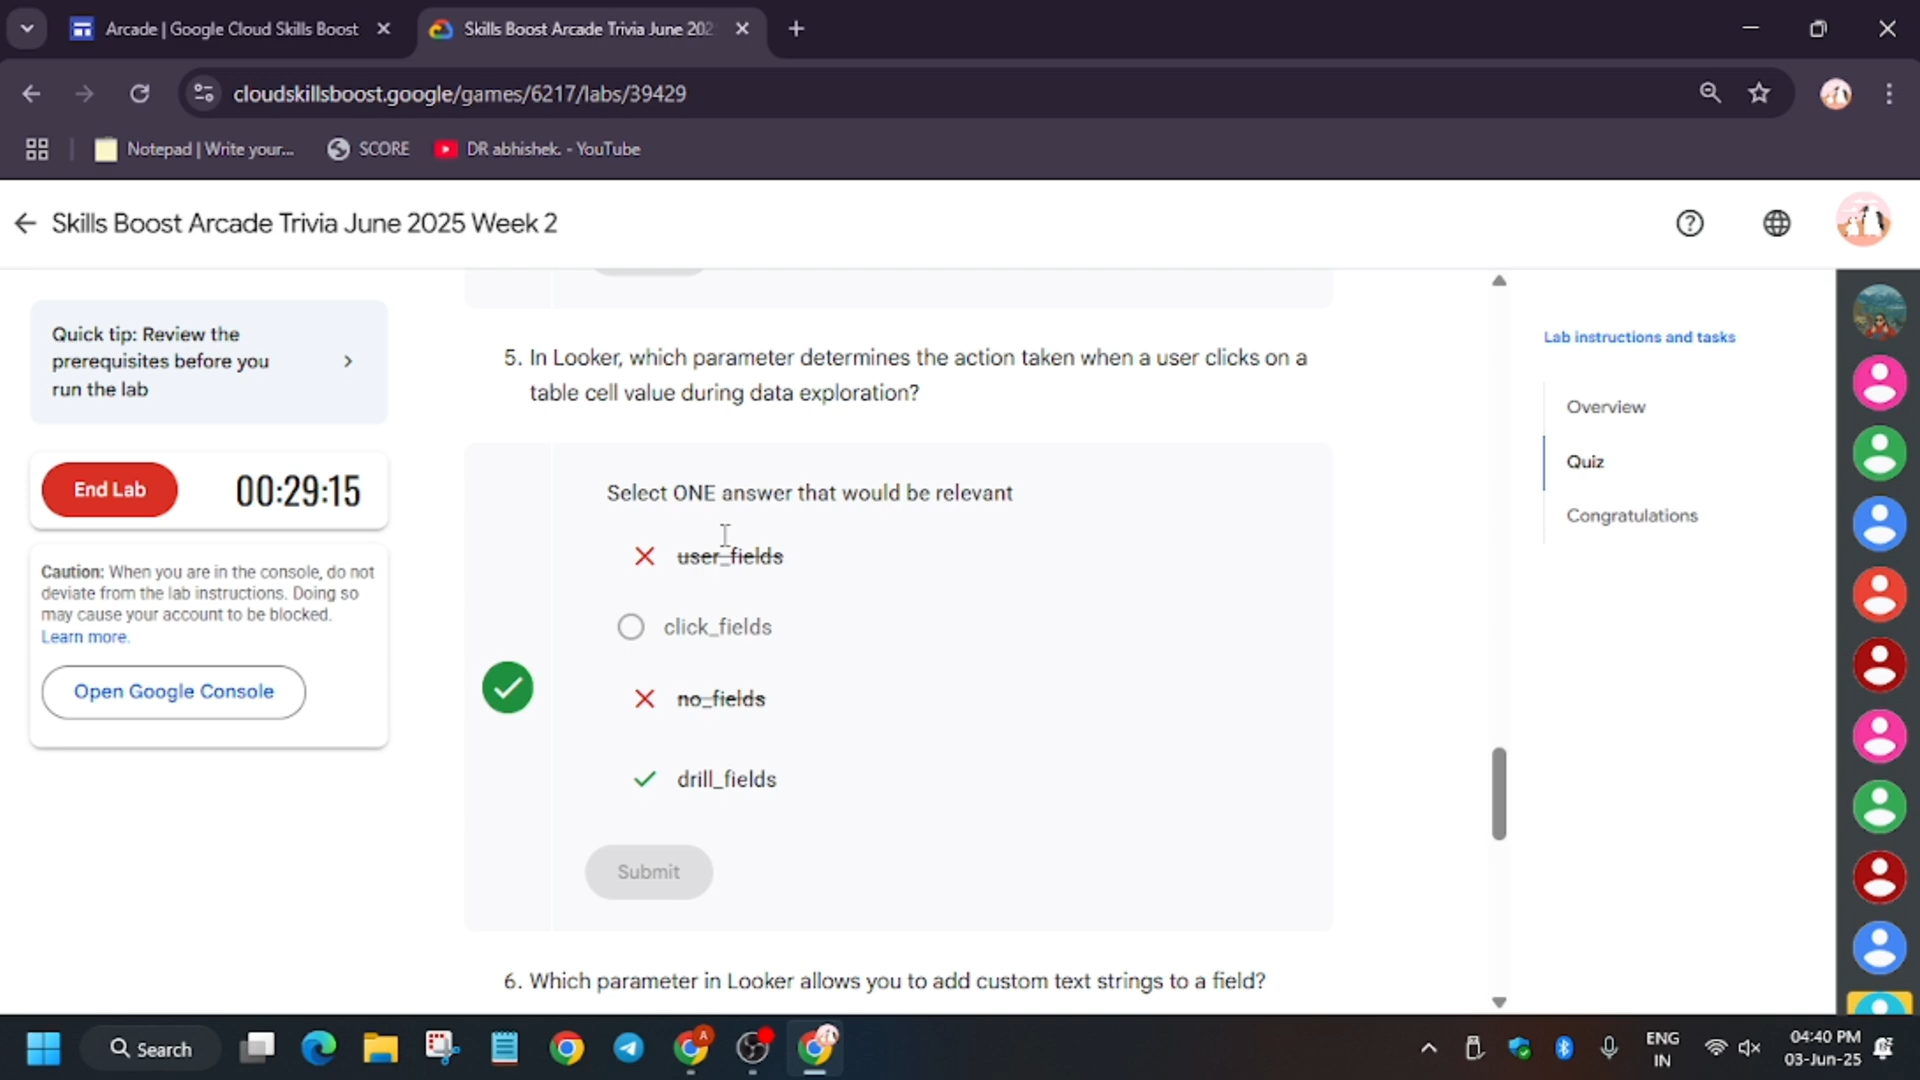 Arcade | Google Cloud Skills Boost
Skills Boost Arcade Trivia June 202
cloudskillsboost.google/games/6217/labs/39429
Notepad | Write your...
SCORE
DR abhishek. - YouTube
Skills Boost Arcade Trivia June 2025 Week 2
Quick tip: Review the
prerequisites before you
run the lab
End Lab
00:29:15
Caution: When you are in the console, do not
deviate from the lab instructions. Doing so
may cause your account to be blocked.
Learn more.
Open Google Console
5. In Looker, which parameter determines the action taken when a user clicks on a
table cell value during data exploration?
Select ONE answer that would be relevant
user_fields
click_fields
no_fields
drill_fields
Submit
6. Which parameter in Looker allows you to add custom text strings to a field?
Lab instructions and tasks
Overview
Quiz
Congratulations
Search
A
ENG
IN
04:40 PM
03-Jun-25